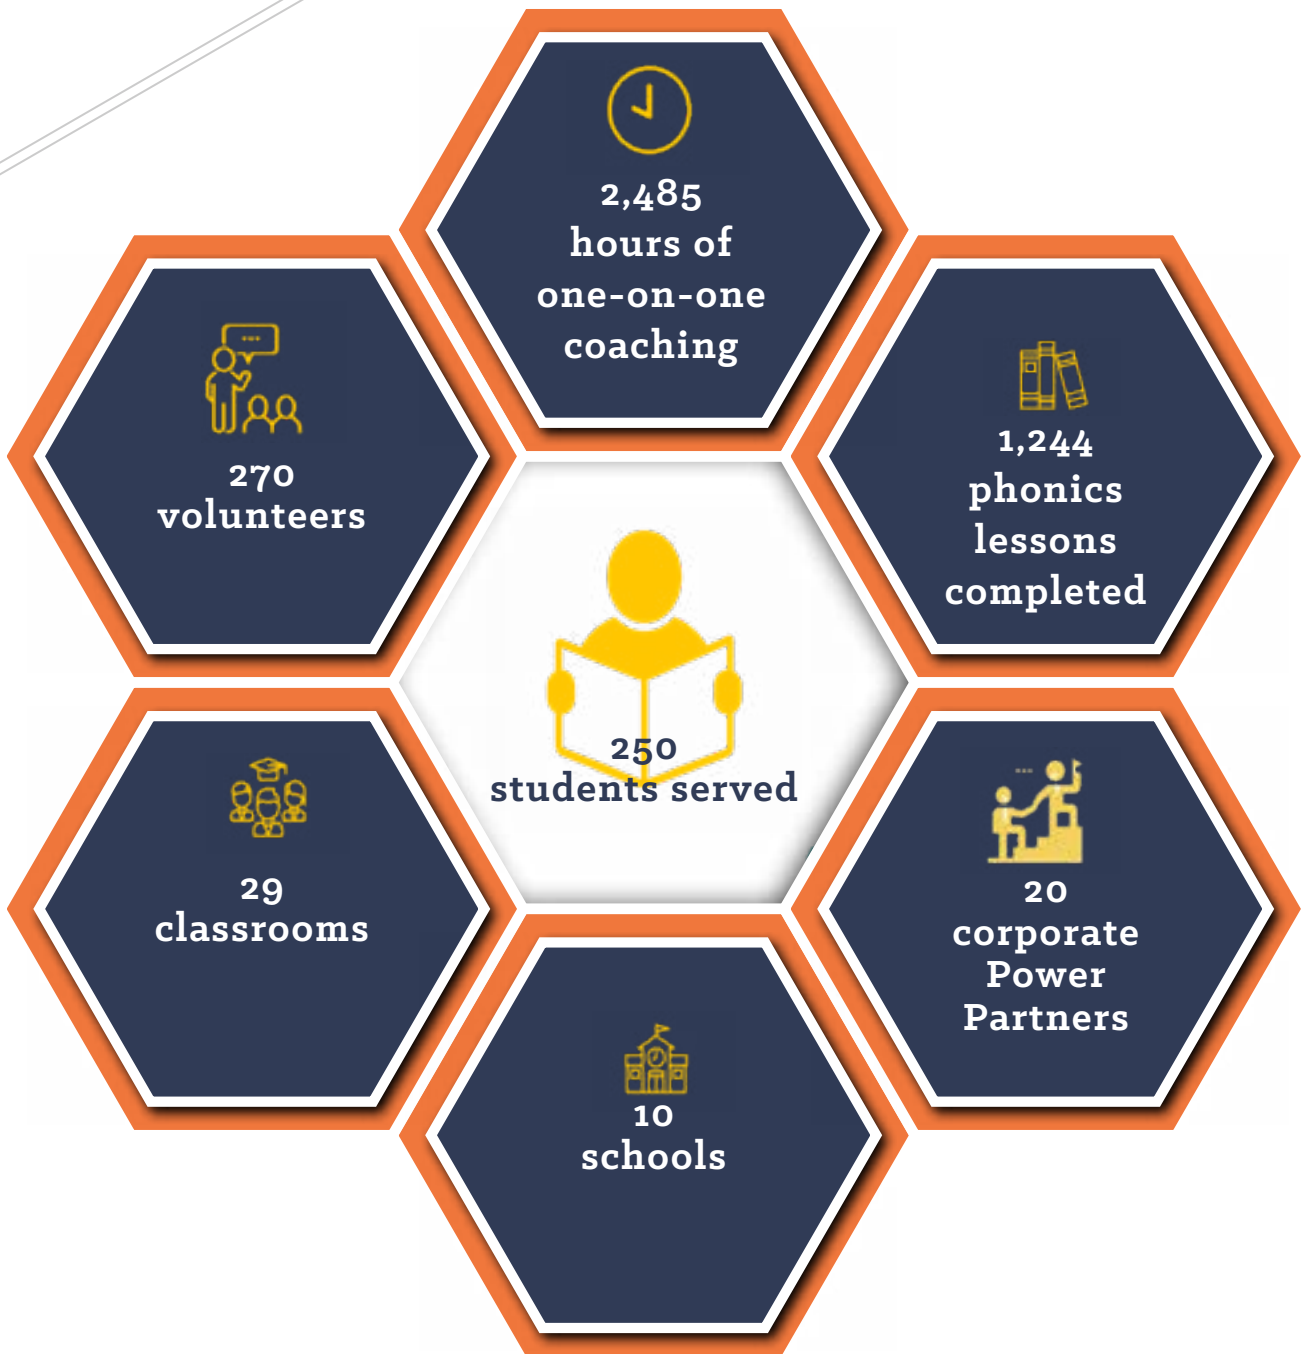 2,485
hours of
one-on-one
coaching
270
volunteers
1,244
phonics
lessons
completed
250
students served
29
classrooms
20
corporate
Power
Partners
10
schools